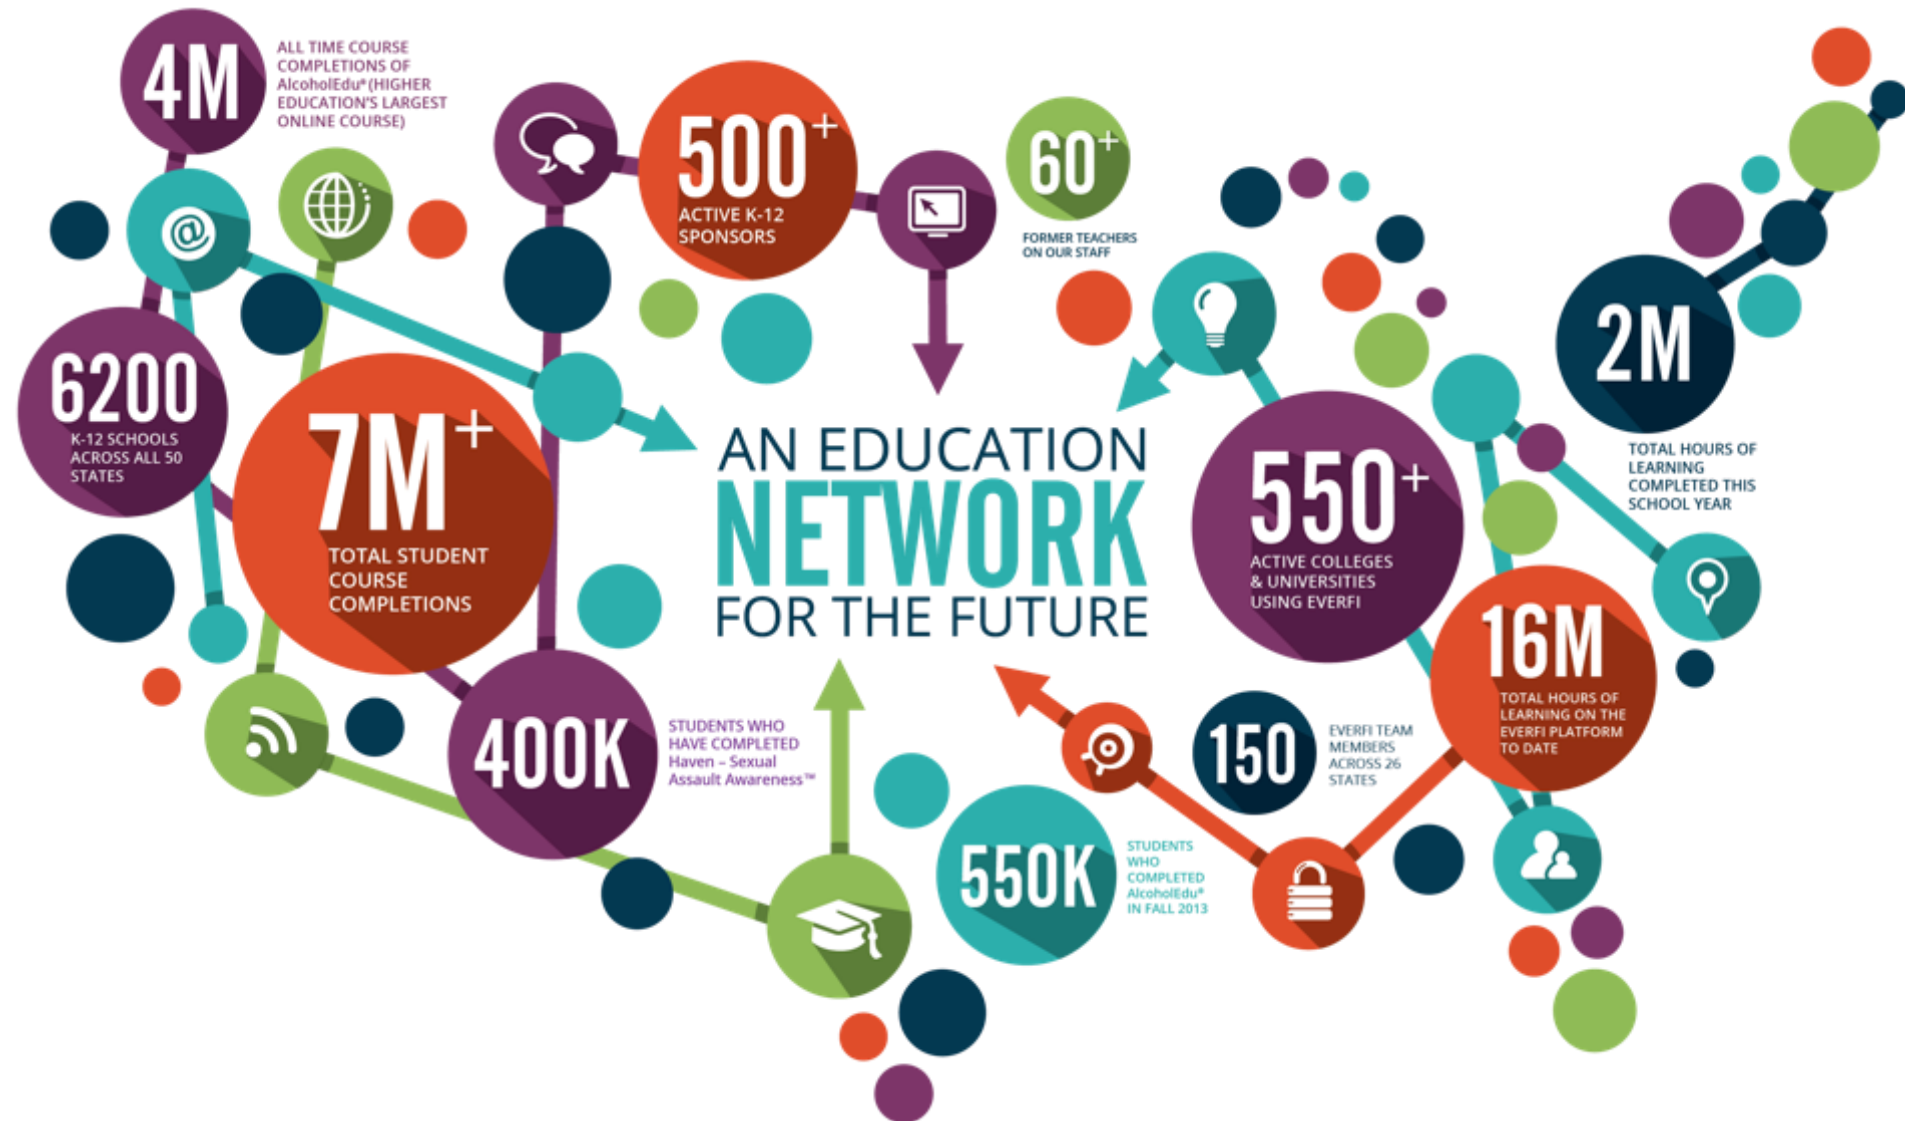 4M
ALL TIME COURSE
COMPLETIONS OF
AlcoholEdu® (HIGHER
EDUCATION'S LARGEST
ONLINE COURSE)
500+
ACTIVE K-12
SPONSORS
60+
FORMER TEACHERS
ON OUR STAFF
@
6200
K-12 SCHOOLS
ACROSS ALL 50
STATES
7M+
TOTAL STUDENT
COURSE
COMPLETIONS
AN EDUCATION
NETWORK
FOR THE FUTURE
550+
ACTIVE COLLEGES
& UNIVERSITIES
USING EVERFI
2M
TOTAL HOURS OF
LEARNING
COMPLETED THIS
SCHOOL YEAR
16M
TOTAL HOURS OF
LEARNING ON THE
EVERFI PLATFORM
TO DATE
400K
STUDENTS WHO
HAVE COMPLETED
Haven – Sexual
Assault Awareness™
150
EVERFI TEAM
MEMBERS
ACROSS 26
STATES
550K
STUDENTS
WHO
COMPLETED
AlcoholEdu®
IN FALL 2013